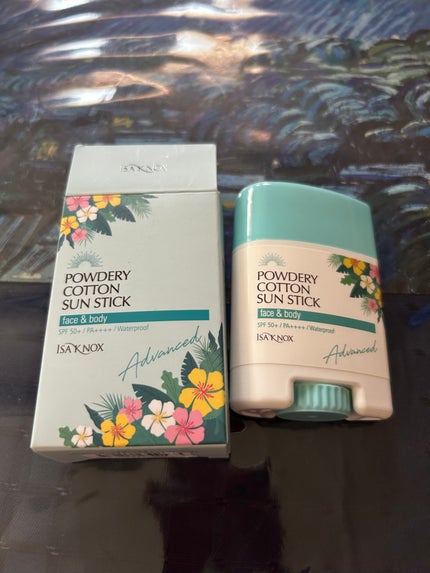 ISA KNOX
POWDERY
COTTON
SUN STICK
face & body
SPF 50+ / PA++++ / Waterproof
ISA KNOX
Advanced
POWDERY
COTTON
SUN STICK
face & body
SPF 50+ / PA++++ / Waterproof
ISA KNOX
Advanced